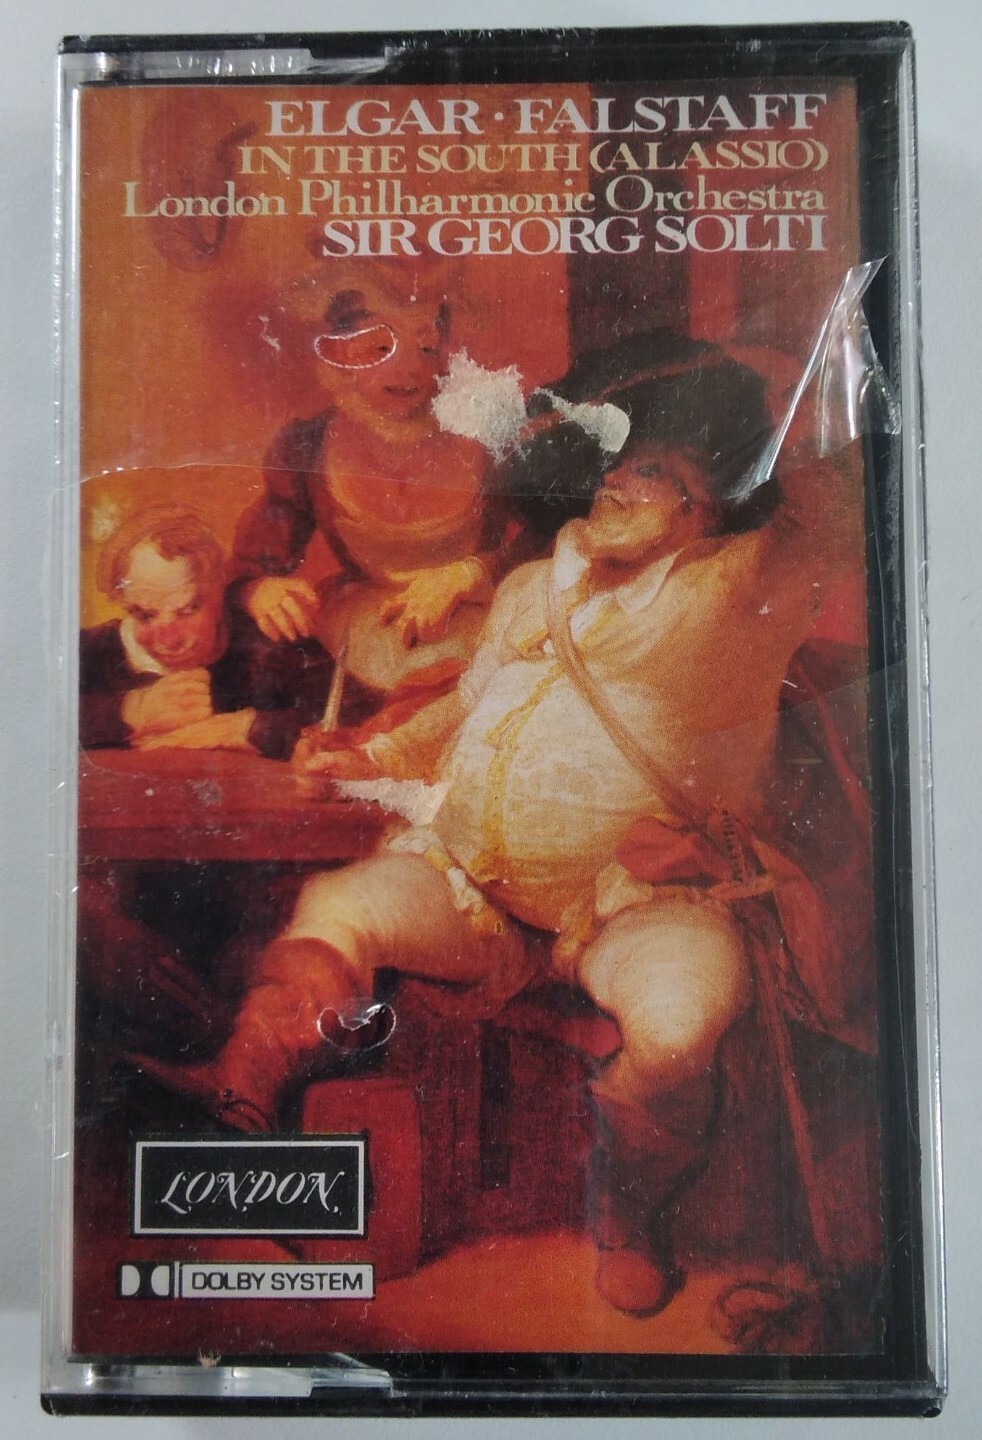 ELGAR · FALSTAFF
IN THE SOUTH (ALASSIO)
London Philharmonic Orchestra
SIR GEORG SOLTI
LONDON
DOLBY SYSTEM